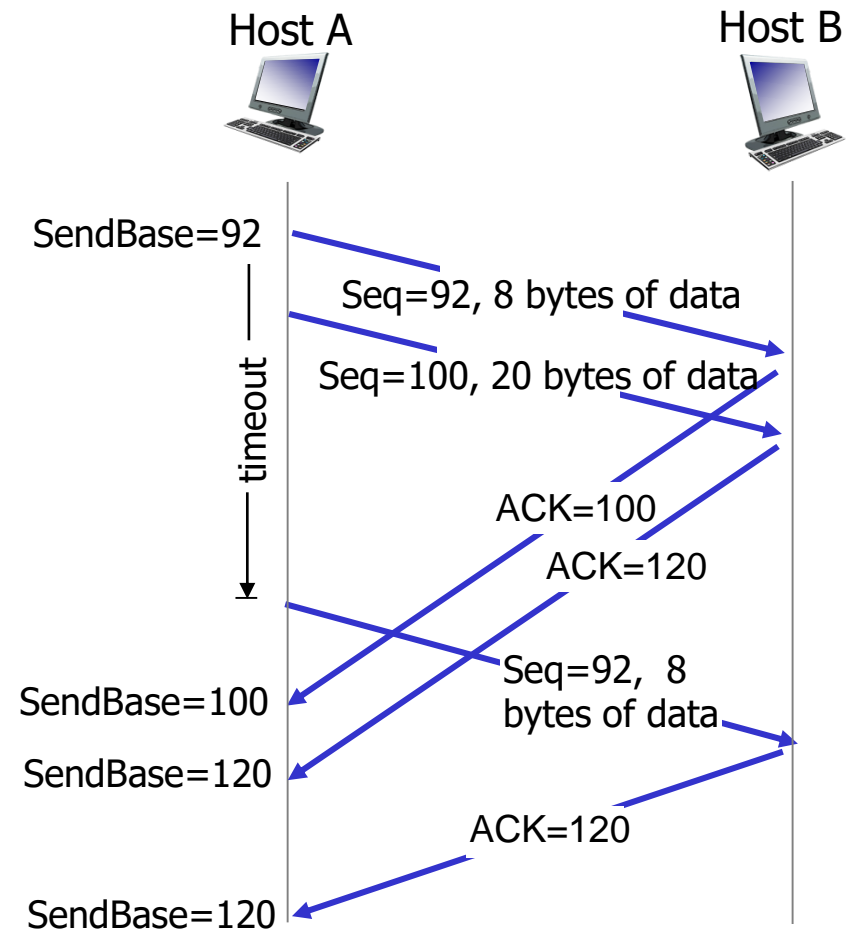 Host A
Host B
SendBase=92
Seq=92, 8 bytes of data
Seq=100, 20 bytes of data
timeout
ACK=100
ACK=120
Seq=92,  8
bytes of data
SendBase=100
SendBase=120
ACK=120
SendBase=120